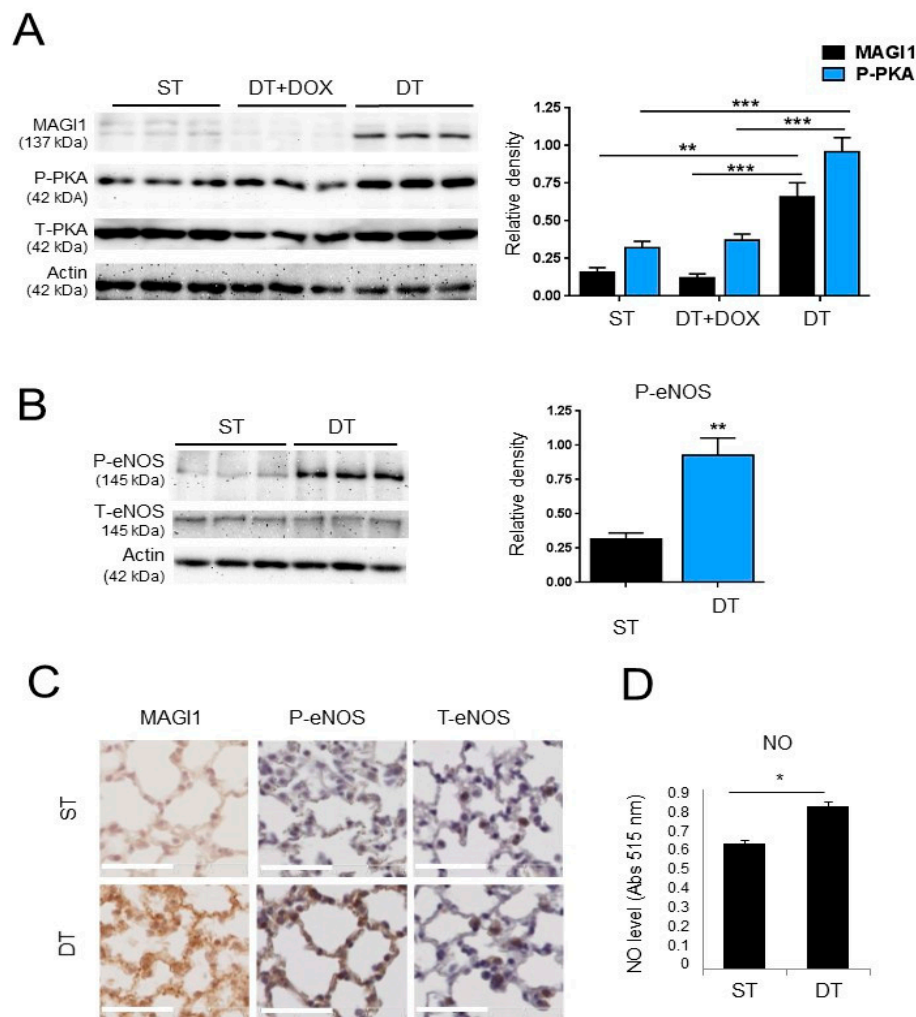 A
ST DT+DOX DT
MAGI1
(137 kDa)
P-PKA
(42 kDA)
T-PKA
(42 kDa)
Actin
(42 kDa)
MAGI1
P-PKA
Relative density
1.25
1.00
0.75
0.50
0.25
0.00
***
***
**
***
ST DT+DOX DT
B
ST DT
P-eNOS
(145 kDa)
T-eNOS
145 kDa)
Actin
(42 kDa)
P-eNOS
Relative density
1.25
1.00
0.75
0.50
0.25
0.00
**
ST DT
C
MAGI1 P-eNOS T-eNOS
ST
DT
D
NO
NO level (Abs 515 nm)
0.9
0.8
0.7
0.6
0.5
0.4
0.3
0.2
0.1
0
*
ST DT